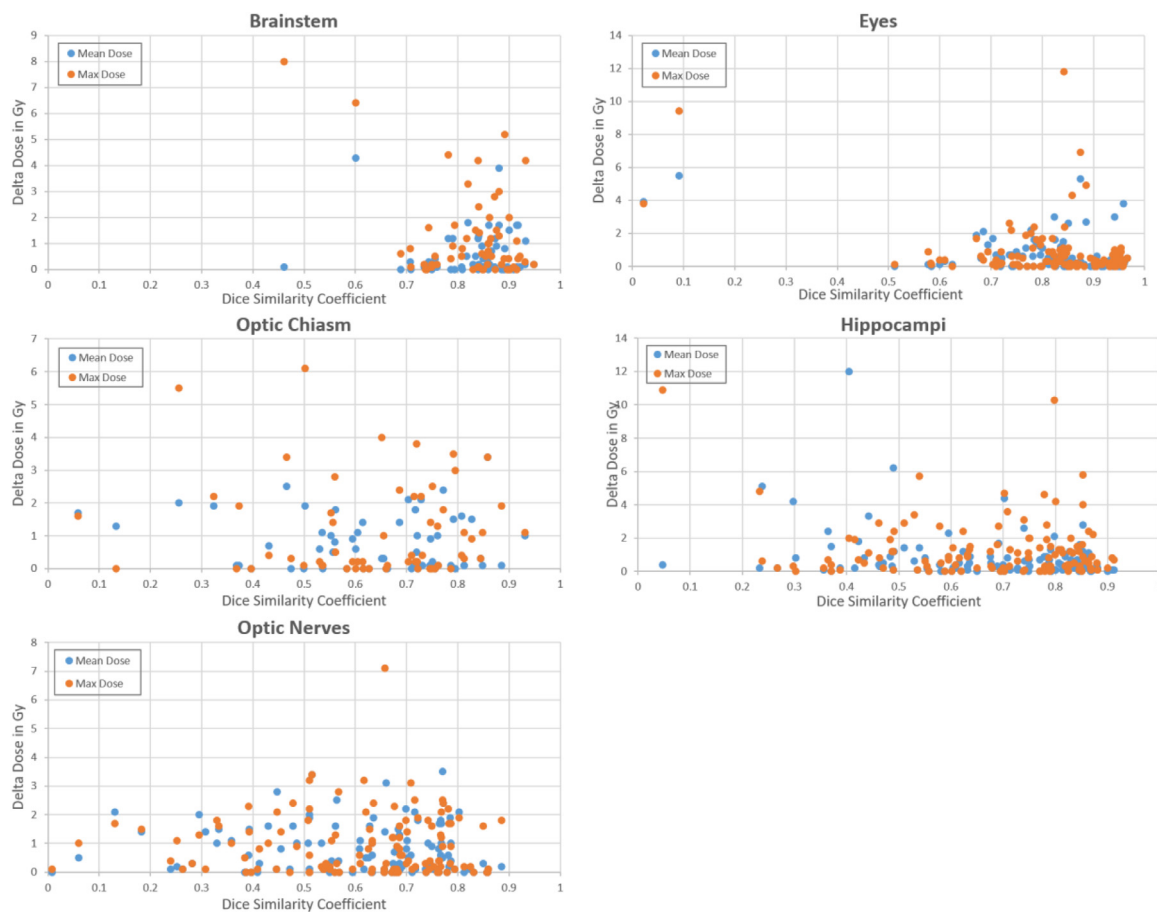 Brainstem
Delta Dose in Gy
9
8
7
6
5
4
3
2
1
0
Mean Dose
Max Dose
0 0.1 0.2 0.3 0.4 0.5 0.6 0.7 0.8 0.9 1
Dice Similarity Coefficient
Eyes
Delta Dose in Gy
14
12
10
8
6
4
2
0
Mean Dose
Max Dose
0 0.1 0.2 0.3 0.4 0.5 0.6 0.7 0.8 0.9 1
Dice Similarity Coefficient
Optic Chiasm
Delta Dose in Gy
7
6
5
4
3
2
1
0
Mean Dose
Max Dose
0 0.1 0.2 0.3 0.4 0.5 0.6 0.7 0.8 0.9 1
Dice Similarity Coefficient
Hippocampi
Delta Dose in Gy
14
12
10
8
6
4
2
0
Mean Dose
Max Dose
0 0.1 0.2 0.3 0.4 0.5 0.6 0.7 0.8 0.9 1
Dice Similarity Coefficient
Optic Nerves
Delta Dose in Gy
8
7
6
5
4
3
2
1
0
Mean Dose
Max Dose
0 0.1 0.2 0.3 0.4 0.5 0.6 0.7 0.8 0.9 1
Dice Similarity Coefficient